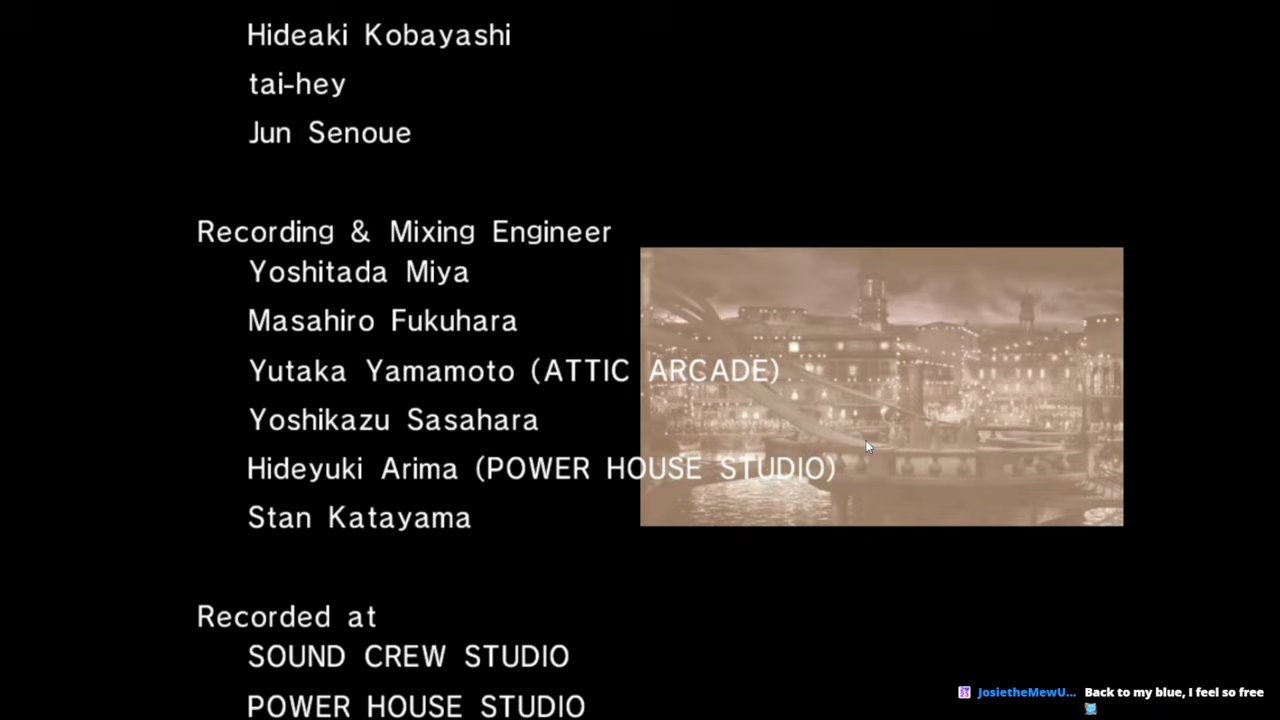 Hideaki Kobayashi
tai-hey
Jun Senoue
Recording & Mixing Engineer
Yoshitada Miya
Masahiro Fukuhara
Yutaka Yamamoto (ATTIC ARCADE)
Yoshikazu Sasahara
Hideyuki Arima (POWER HOUSE STUDIO)
Stan Katayama
Recorded at
SOUND CREW STUDIO
POWER HOUSE STUDIO
JosietheMewU... Back to my blue, I feel so free